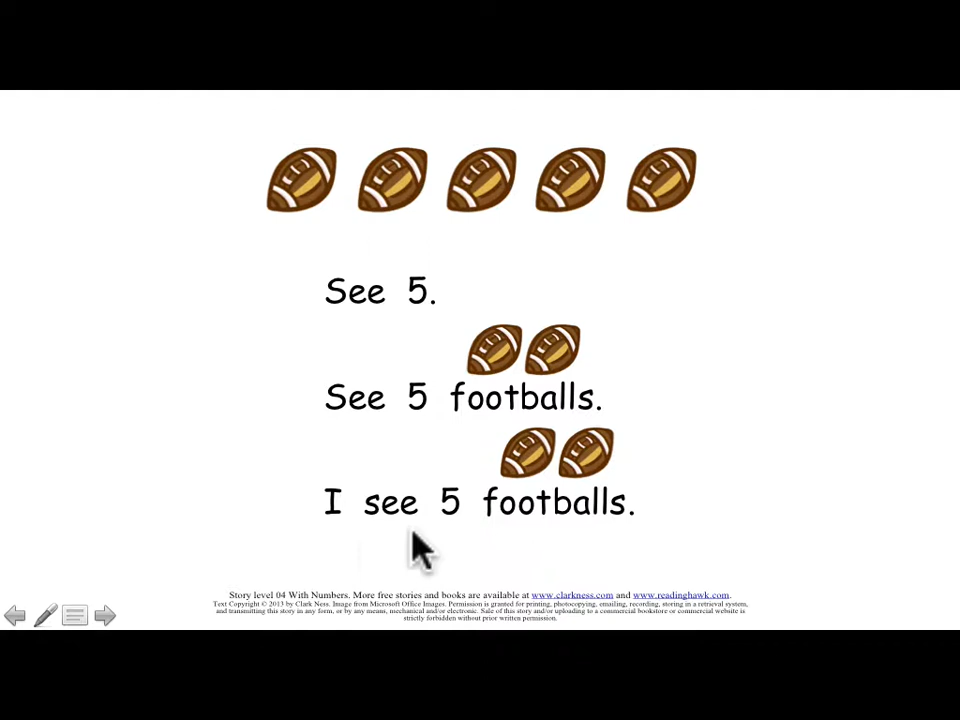 See 5.
See 5 footballs.
I see 5 footballs.
Story level 04 With Numbers. More free stories and books are available at www.clarkness.com and www.readinghawk.com.
Text Copyright © 2013 by Clark Ness. Image from Microsoft Office Images. Permission is granted for printing, photocopying, emailing, recording, storing in a retrieval system,
and transmitting this story in any form, or by any means, mechanical and/or electronic. Sale of this story and/or uploading to a commercial bookstore or commercial website is
strictly forbidden without prior written permission.